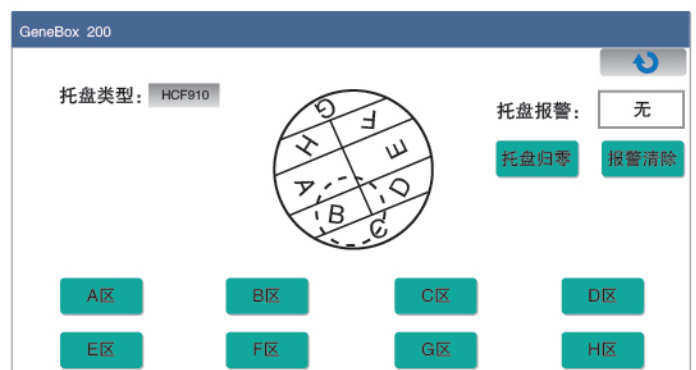 GeneBox 200
托盘类型： HCF910
托盘报警： 无
托盘归零 报警清除
G
F
H
E
A
D
B
C
A区 B区 C区 D区
E区 F区 G区 H区